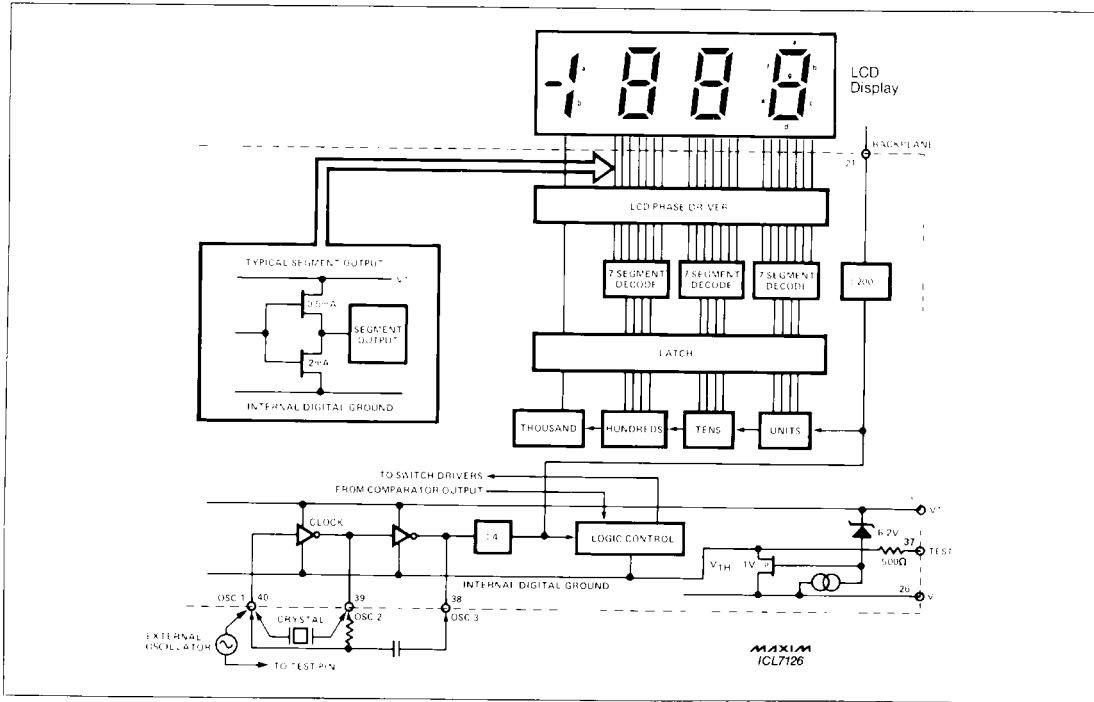 LCD
Display
a
b
a
f
b
g
e
c
d
BACKPLANE
21
LCD PHASE DRIVER
TYPICAL SEGMENT OUTPUT
V+
0.5mA
SEGMENT
OUTPUT
2mA
INTERNAL DIGITAL GROUND
7 SEGMENT
DECODE
7 SEGMENT
DECODE
7 SEGMENT
DECODE
÷200
LATCH
THOUSAND
HUNDREDS
TENS
UNITS
TO SWITCH DRIVERS
FROM COMPARATOR OUTPUT
CLOCK
÷4
LOGIC CONTROL
INTERNAL DIGITAL GROUND
V+
6.2V
37
TEST
500Ω
VTH
1V
26
V
OSC 1
40
39
OSC 2
38
OSC 3
CRYSTAL
EXTERNAL
OSCILLATOR
TO TEST PIN
MAXIM
ICL7126